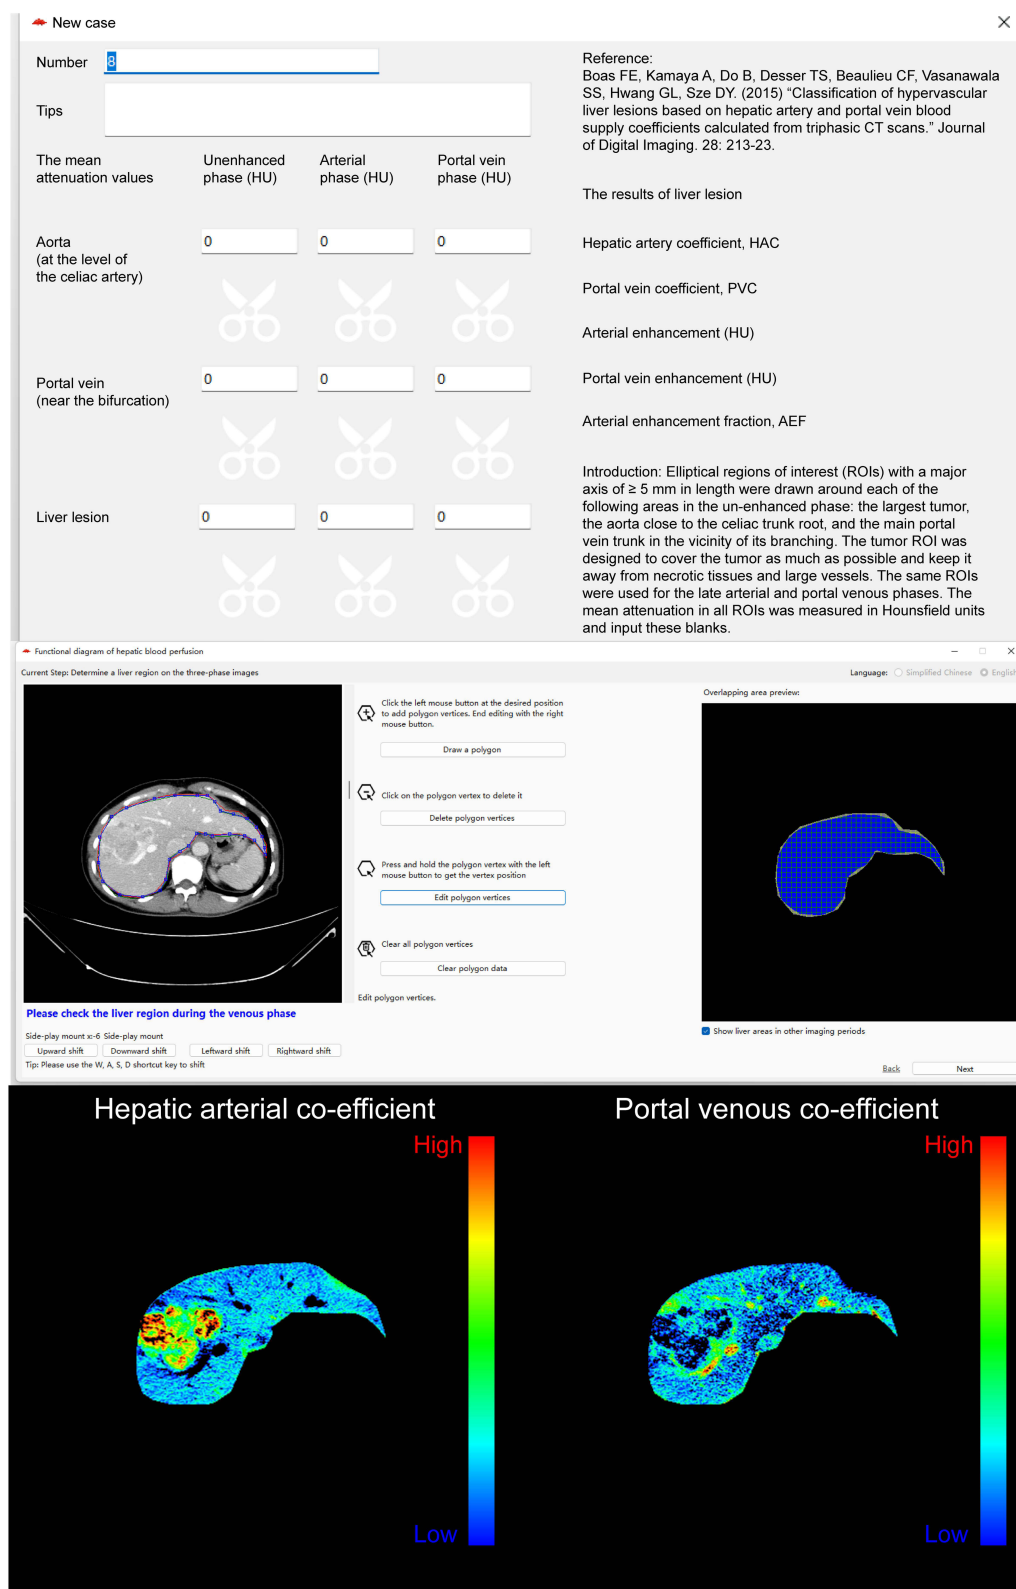 New case
Number 8
Tips
The mean
attenuation values
Unenhanced
phase (HU)
Arterial
phase (HU)
Portal vein
phase (HU)
Aorta
(at the level of
the celiac artery)
0 0 0
Portal vein
(near the bifurcation)
0 0 0
Liver lesion
0 0 0
Reference:
Boas FE, Kamaya A, Do B, Desser TS, Beaulieu CF, Vasanawala
SS, Hwang GL, Sze DY. (2015) “Classification of hypervascular
liver lesions based on hepatic artery and portal vein blood
supply coefficients calculated from triphasic CT scans.” Journal
of Digital Imaging. 28: 213-23.
The results of liver lesion
Hepatic artery coefficient, HAC
Portal vein coefficient, PVC
Arterial enhancement (HU)
Portal vein enhancement (HU)
Arterial enhancement fraction, AEF
Introduction: Elliptical regions of interest (ROIs) with a major
axis of ≥ 5 mm in length were drawn around each of the
following areas in the un-enhanced phase: the largest tumor,
the aorta close to the celiac trunk root, and the main portal
vein trunk in the vicinity of its branching. The tumor ROI was
designed to cover the tumor as much as possible and keep it
away from necrotic tissues and large vessels. The same ROIs
were used for the late arterial and portal venous phases. The
mean attenuation in all ROIs was measured in Hounsfield units
and input these blanks.
Functional diagram of hepatic blood perfusion
Current Step: Determine a liver region on the three-phase images
Language: Simplified Chinese English
Click the left mouse button at the desired position
to add polygon vertices. End editing with the right
mouse button.
Draw a polygon
Click on the polygon vertex to delete it
Delete polygon vertices
Press and hold the polygon vertex with the left
mouse button to get the vertex position
Edit polygon vertices
Clear all polygon vertices
Clear polygon data
Edit polygon vertices.
Overlapping area preview:
Show liver areas in other imaging periods
Please check the liver region during the venous phase
Side-play mount x:-6 Side-play mount
Upward shift Downward shift Leftward shift Rightward shift
Tip: Please use the W, A, S, D shortcut key to shift
Back Next
Hepatic arterial co-efficient
High
Low
Portal venous co-efficient
High
Low